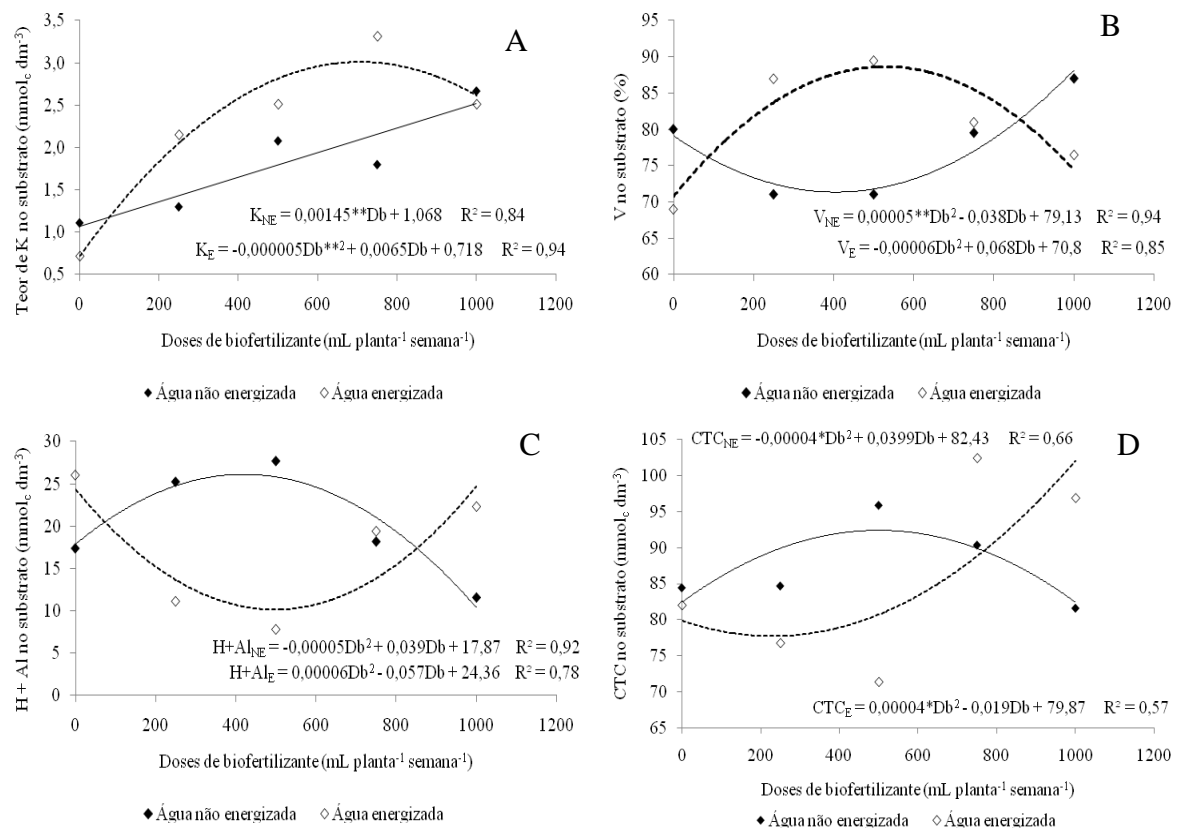 A
Teor de K no substrato (mmol_c dm⁻³)
3,5
3,0
2,5
2,0
1,5
1,0
0,5
K_NE = 0,00145**Db + 1,068 R² = 0,84
K_E = -0,000005Db**² + 0,0065Db + 0,718 R² = 0,94
0 200 400 600 800 1000 1200
Doses de biofertilizante (mL planta⁻¹ semana⁻¹)
◆ Água não energizada ◇ Água energizada
B
V no substrato (%)
95
90
85
80
75
70
65
60
V_NE = 0,00005**Db² - 0,038Db + 79,13 R² = 0,94
V_E = -0,00006Db² + 0,068Db + 70,8 R² = 0,85
0 200 400 600 800 1000 1200
Doses de biofertilizante (mL planta⁻¹ semana⁻¹)
◆ Água não energizada ◇ Água energizada
C
H + Al no substrato (mmol_c dm⁻³)
30
25
20
15
10
5
0
H+Al_NE = -0,00005Db² + 0,039Db + 17,87 R² = 0,92
H+Al_E = 0,00006Db² - 0,057Db + 24,36 R² = 0,78
0 200 400 600 800 1000 1200
Doses de biofertilizante (mL planta⁻¹ semana⁻¹)
◆ Água não energizada ◇ Água energizada
D
CTC_NE = -0,00004*Db² + 0,0399Db + 82,43 R² = 0,66
CTC no substrato (mmol_c dm⁻³)
105
100
95
90
85
80
75
70
65
CTC_E = 0,00004*Db² - 0,019Db + 79,87 R² = 0,57
0 200 400 600 800 1000 1200
Doses de biofertilizante (mL planta⁻¹ semana⁻¹)
◆ Água não energizada ◇ Água energizada